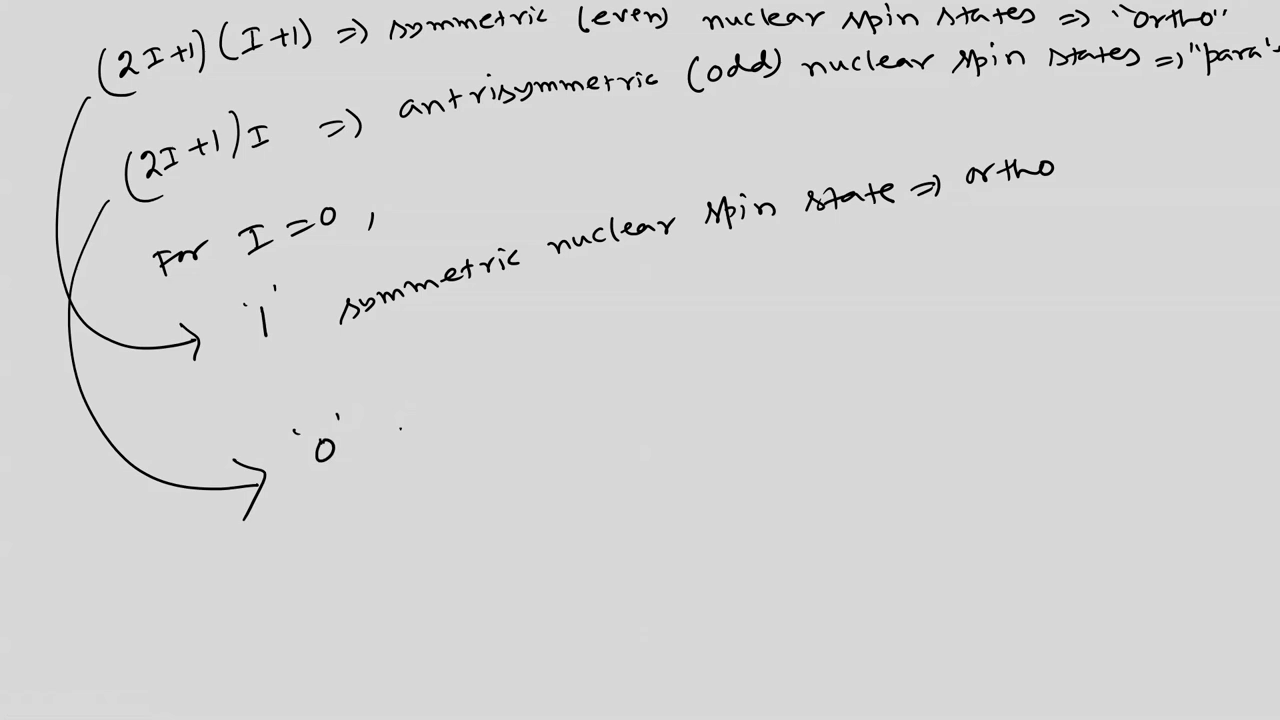 (2I+1)(I+1) => symmetric (even) nuclear spin states => "ortho"
(2I+1)I => antrisymmetric (odd) nuclear spin states => "para"
For I=0,
'1' symmetric nuclear spin state => ortho
'0'